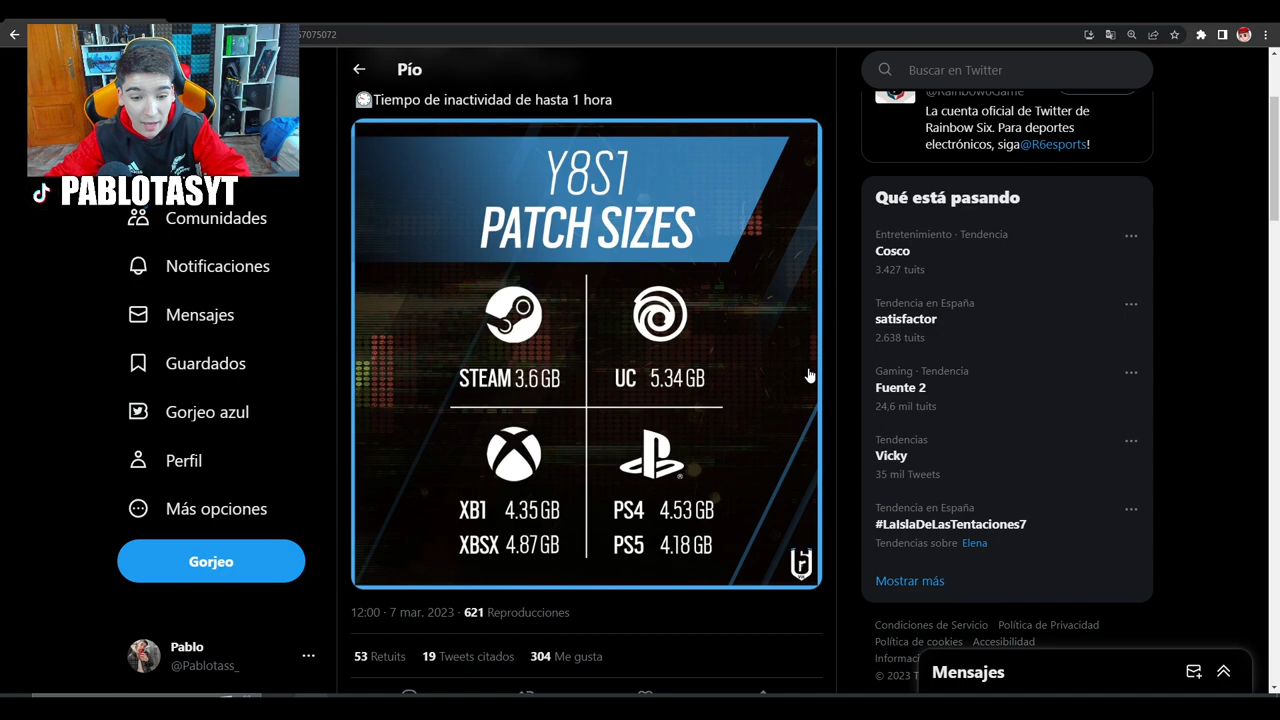 57075072
PABLOTASYT
Comunidades
Notificaciones
Mensajes
Guardados
Gorjeo azul
Perfil
Más opciones
Gorjeo
Pablo
@Pablotass_
Pío
Tiempo de inactividad de hasta 1 hora
Y8S1
PATCH SIZES
STEAM 3.6 GB
UC 5.34 GB
XB1 4.35 GB
XBSX 4.87 GB
PS4 4.53 GB
PS5 4.18 GB
12:00 · 7 mar. 2023 · 621 Reproducciones
53 Retuits 19 Tweets citados 304 Me gusta
Buscar en Twitter
@Rainbow6Game
La cuenta oficial de Twitter de
Rainbow Six. Para deportes
electrónicos, siga@R6esports!
Qué está pasando
Entretenimiento · Tendencia
Cosco
3.427 tuits
Tendencia en España
satisfactor
2.638 tuits
Gaming · Tendencia
Fuente 2
24,6 mil tuits
Tendencias
Vicky
35 mil Tweets
Tendencia en España
#LaIslaDeLasTentaciones7
Tendencias sobre Elena
Mostrar más
Condiciones de Servicio Política de Privacidad
Política de cookies Accesibilidad
Informaci
© 2023 T
Mensajes